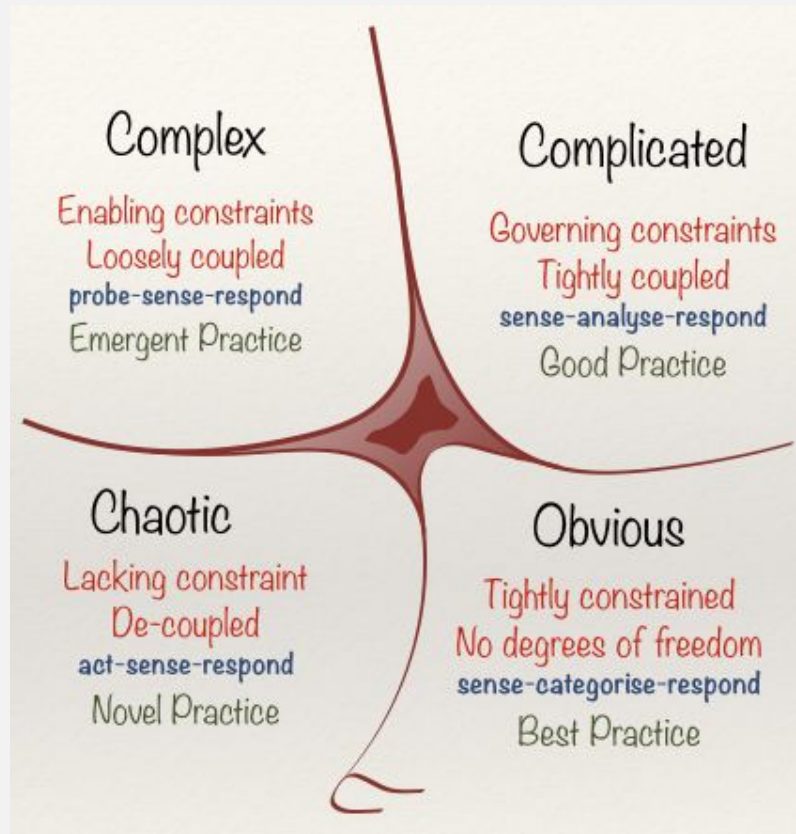 Complex
Enabling constraints
Loosely coupled
probe-sense-respond
Emergent Practice
Complicated
Governing constraints
Tightly coupled
sense-analyse-respond
Good Practice
Chaotic
Lacking constraint
De-coupled
act-sense-respond
Novel Practice
Obvious
Tightly constrained
No degrees of freedom
sense-categorise-respond
Best Practice